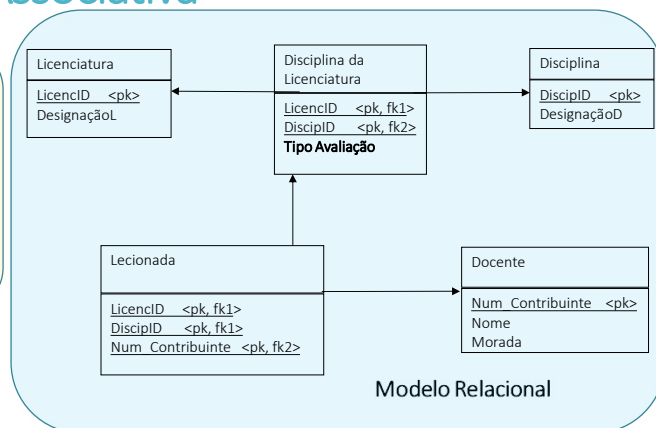 Associativa
Licenciatura
LicencID <pk>
DesignaçãoL
Disciplina da
Licenciatura
LicencID <pk, fk1>
DiscipID <pk, fk2>
Tipo Avaliação
Disciplina
DiscipID <pk>
DesignaçãoD
Lecionada
LicencID <pk, fk1>
DiscipID <pk, fk1>
Num_Contribuinte <pk, fk2>
Docente
Num_Contribuinte <pk>
Nome
Morada
Modelo Relacional